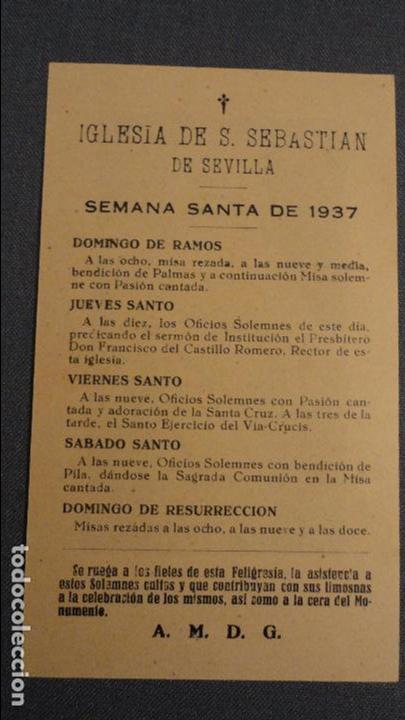 †
IGLESIA DE S. SEBASTIAN
DE SEVILLA
SEMANA SANTA DE 1937
DOMINGO DE RAMOS
A las ocho, misa rezada, a las nueve y media,
bendición de Palmas y a continuación Misa solem-
ne con Pasión cantada.
JUEVES SANTO
A las diez, los Oficios Solemnes de este día,
predicando el sermón de Institución el Presbítero
Don Francisco del Castillo Romero, Rector de es-
ta iglesia.
VIERNES SANTO
A las nueve, Oficios Solemnes con Pasión can-
tada y adoración de la Santa Cruz. A las tres de la
tarde, el Santo Ejercicio del Via-Crucis.
SABADO SANTO
A las nueve, Oficios Solemnes con bendición de
Pila, dándose la Sagrada Comunión en la Misa
cantada.
DOMINGO DE RESURRECCION
Misas rezadas a las ocho, a las nueve y a las doce.
Se ruega a los fieles de esta Feligresía, la asistencia a
estos Solemnes cultos y que contribuyan con sus limosnas
a la celebración de los mismos, así como a la cera del Mo-
numento.
A. M. D. G.
todocoleccion.net